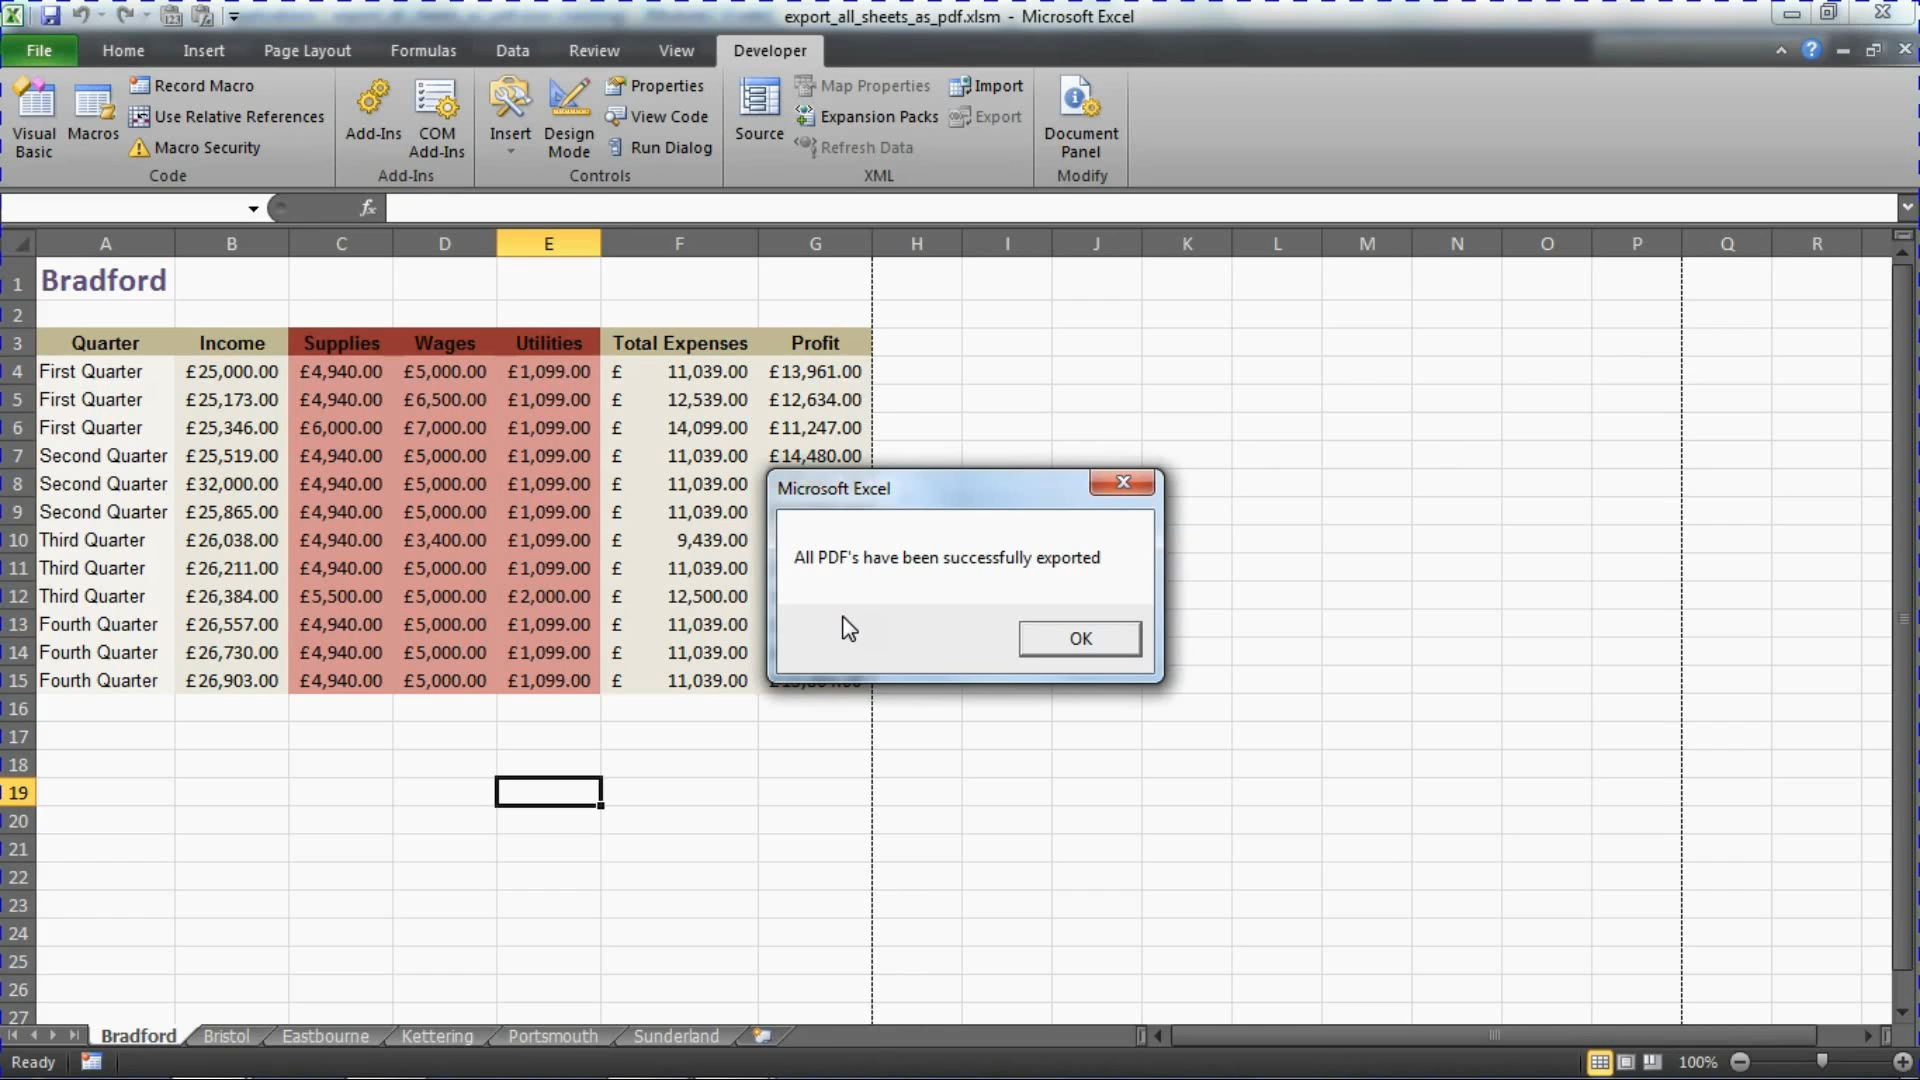 export_all_sheets_as_pdf.xlsm - Microsoft Excel
File Home Insert Page Layout Formulas Data Review View Developer
Visual Basic
Macros
Record Macro
Use Relative References
Macro Security
Code
Add-Ins
COM Add-Ins
Add-Ins
Insert
Design Mode
Properties
View Code
Run Dialog
Controls
Source
Map Properties
Expansion Packs
Refresh Data
Import
Export
XML
Document Panel
Modify
fx
A B C D E F G H I J K L M N O P Q R
1 Bradford
2
3 Quarter Income Supplies Wages Utilities Total Expenses Profit
4 First Quarter £25,000.00 £4,940.00 £5,000.00 £1,099.00 £ 11,039.00 £13,961.00
5 First Quarter £25,173.00 £4,940.00 £6,500.00 £1,099.00 £ 12,539.00 £12,634.00
6 First Quarter £25,346.00 £6,000.00 £7,000.00 £1,099.00 £ 14,099.00 £11,247.00
7 Second Quarter £25,519.00 £4,940.00 £5,000.00 £1,099.00 £ 11,039.00 £14,480.00
8 Second Quarter £32,000.00 £4,940.00 £5,000.00 £1,099.00 £ 11,039.00
9 Second Quarter £25,865.00 £4,940.00 £5,000.00 £1,099.00 £ 11,039.00
10 Third Quarter £26,038.00 £4,940.00 £3,400.00 £1,099.00 £ 9,439.00
11 Third Quarter £26,211.00 £4,940.00 £5,000.00 £1,099.00 £ 11,039.00
12 Third Quarter £26,384.00 £5,500.00 £5,000.00 £2,000.00 £ 12,500.00
13 Fourth Quarter £26,557.00 £4,940.00 £5,000.00 £1,099.00 £ 11,039.00
14 Fourth Quarter £26,730.00 £4,940.00 £5,000.00 £1,099.00 £ 11,039.00
15 Fourth Quarter £26,903.00 £4,940.00 £5,000.00 £1,099.00 £ 11,039.00
16
17
18
19
20
21
22
23
24
25
26
27
Microsoft Excel
All PDF's have been successfully exported
OK
Bradford Bristol Eastbourne Kettering Portsmouth Sunderland
Ready
100%